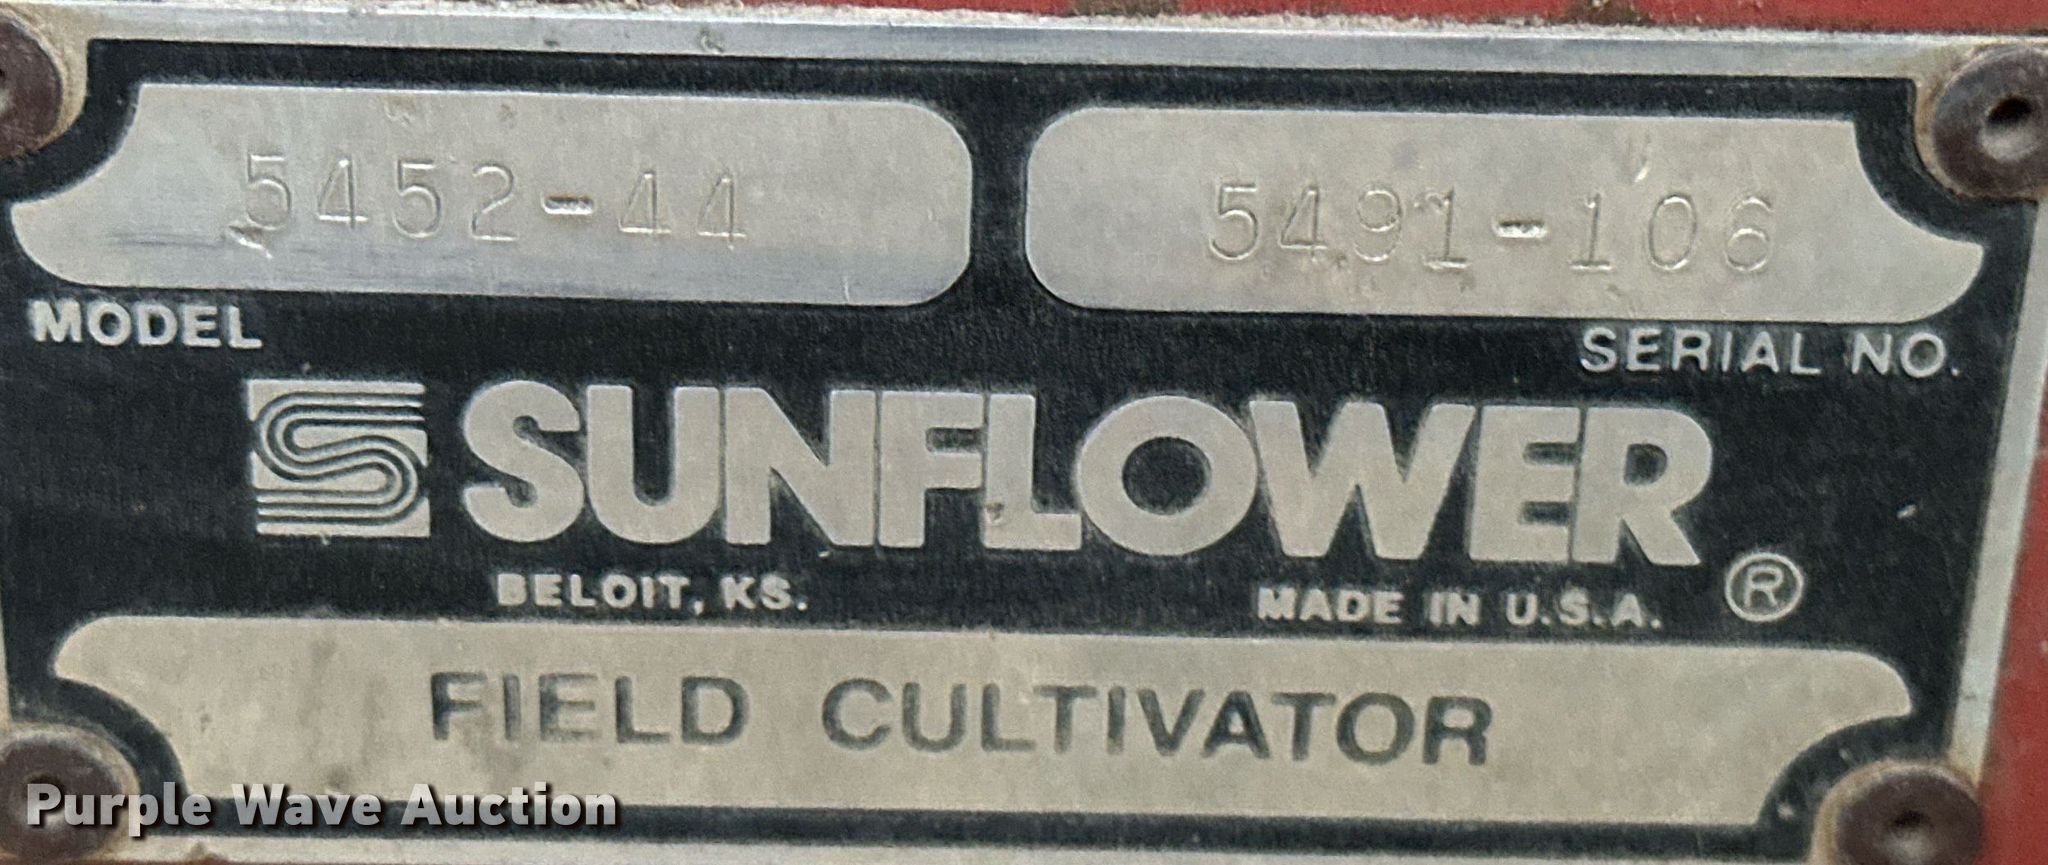 5452-44
5491-106
MODEL
SERIAL NO.
SUNFLOWER
BELOIT, KS.
MADE IN U.S.A. ®
FIELD CULTIVATOR
Purple Wave Auction